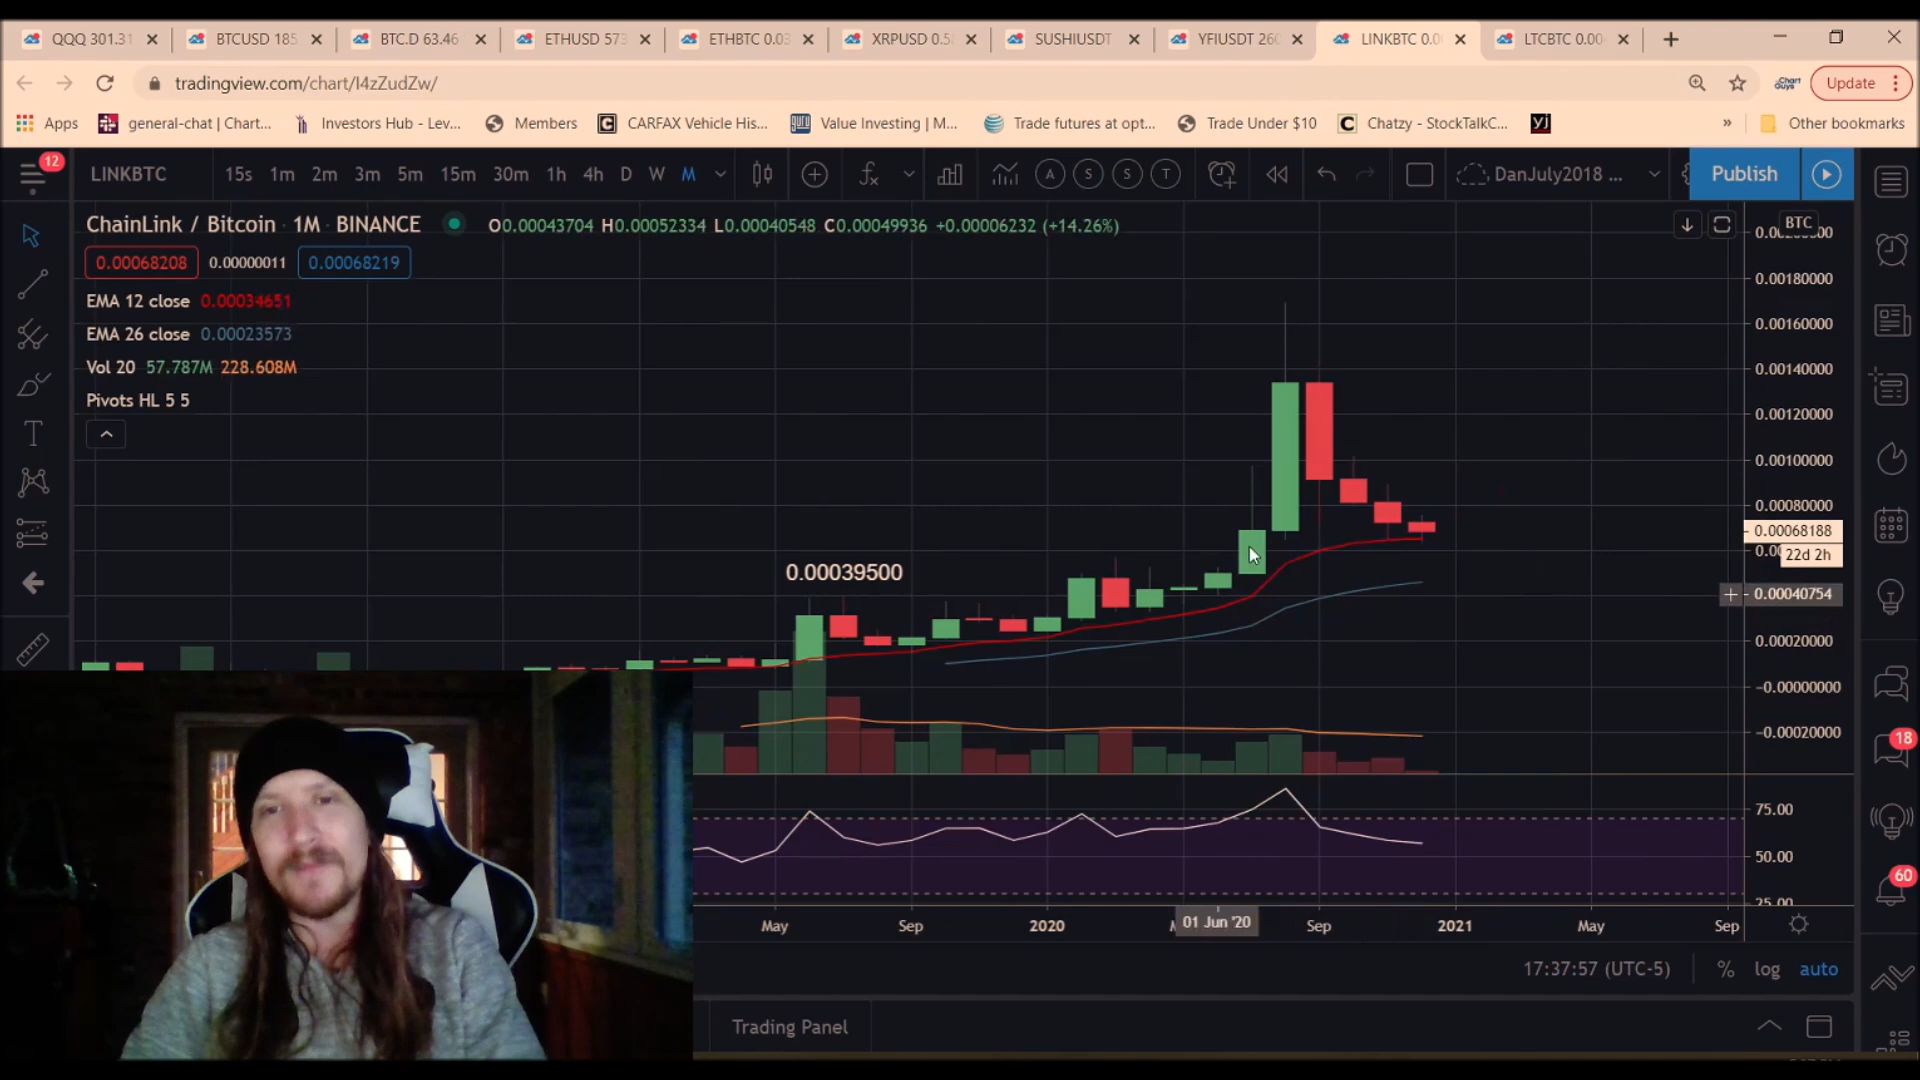 QQQ 301.31
BTCUSD 185
BTC.D 63.46
ETHUSD 573
ETHBTC 0.03
XRPUSD 0.5
SUSHIUSDT
YFIUSDT 260
LINKBTC 0.0
LTCBTC 0.00
tradingview.com/chart/I4zZudZw/
Update
Apps
general-chat | Chart...
Investors Hub - Lev...
Members
CARFAX Vehicle His...
Value Investing | M...
Trade futures at opt...
Trade Under $10
Chatzy - StockTalkC...
Other bookmarks
12
LINKBTC 15s 1m 2m 3m 5m 15m 30m 1h 4h D W M
A S S T
DanJuly2018 ...
Publish
ChainLink / Bitcoin · 1M · BINANCE
O0.00043704 H0.00052334 L0.00040548 C0.00049936 +0.00006232 (+14.26%)
BTC
0.00068208 0.00000011 0.00068219
EMA 12 close 0.00034651
EMA 26 close 0.00023573
Vol 20 57.787M 228.608M
Pivots HL 5 5
0.00180000
0.00160000
0.00140000
0.00120000
0.00100000
0.00080000
0.00068188
22d 2h
0.00040754
0.00020000
−0.00000000
−0.00020000
0.00039500
75.00
50.00
25.00
18
60
May Sep 2020 01 Jun '20 Sep 2021 May Sep
17:37:57 (UTC-5) % log auto
Trading Panel